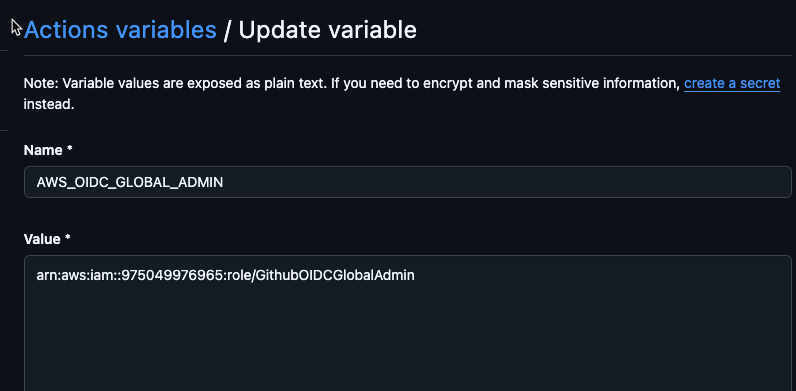 Actions variables / Update variable
Note: Variable values are exposed as plain text. If you need to encrypt and mask sensitive information, create a secret
instead.
Name *
AWS_OIDC_GLOBAL_ADMIN
Value *
arn:aws:iam::975049976965:role/GithubOIDCGlobalAdmin